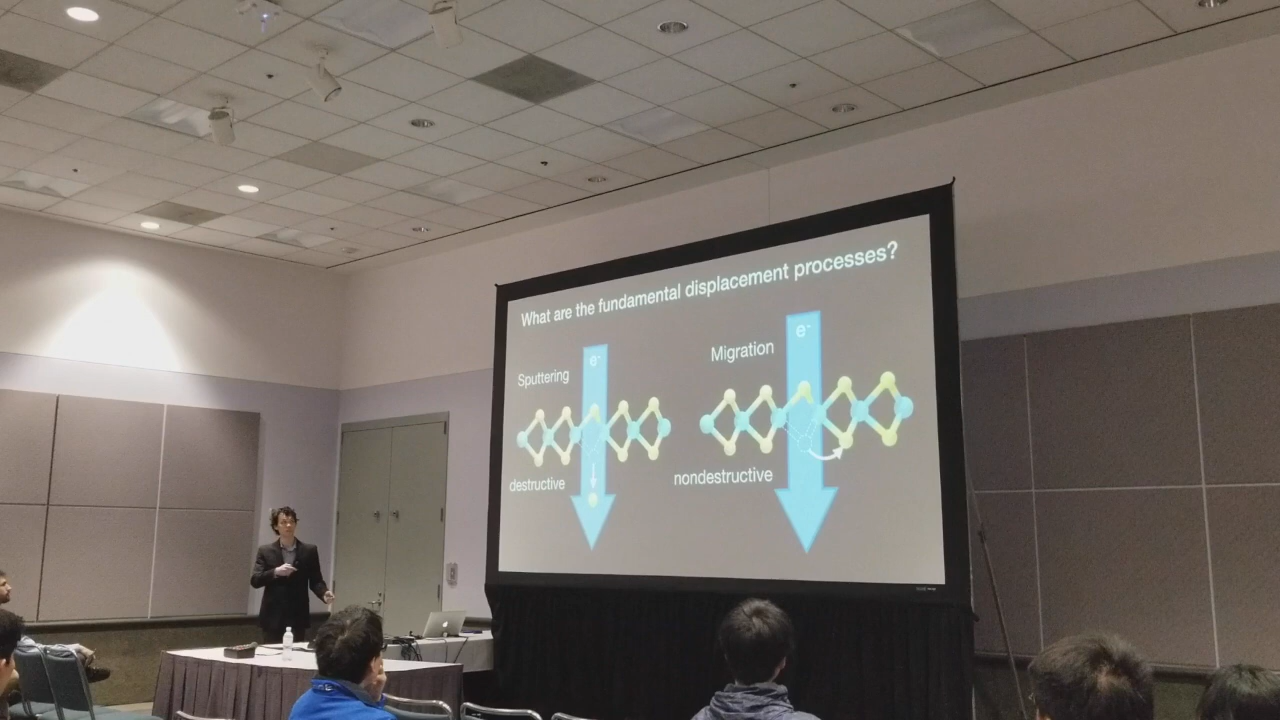 What are the fundamental displacement processes?
Sputtering
e-
destructive
Migration
e-
nondestructive